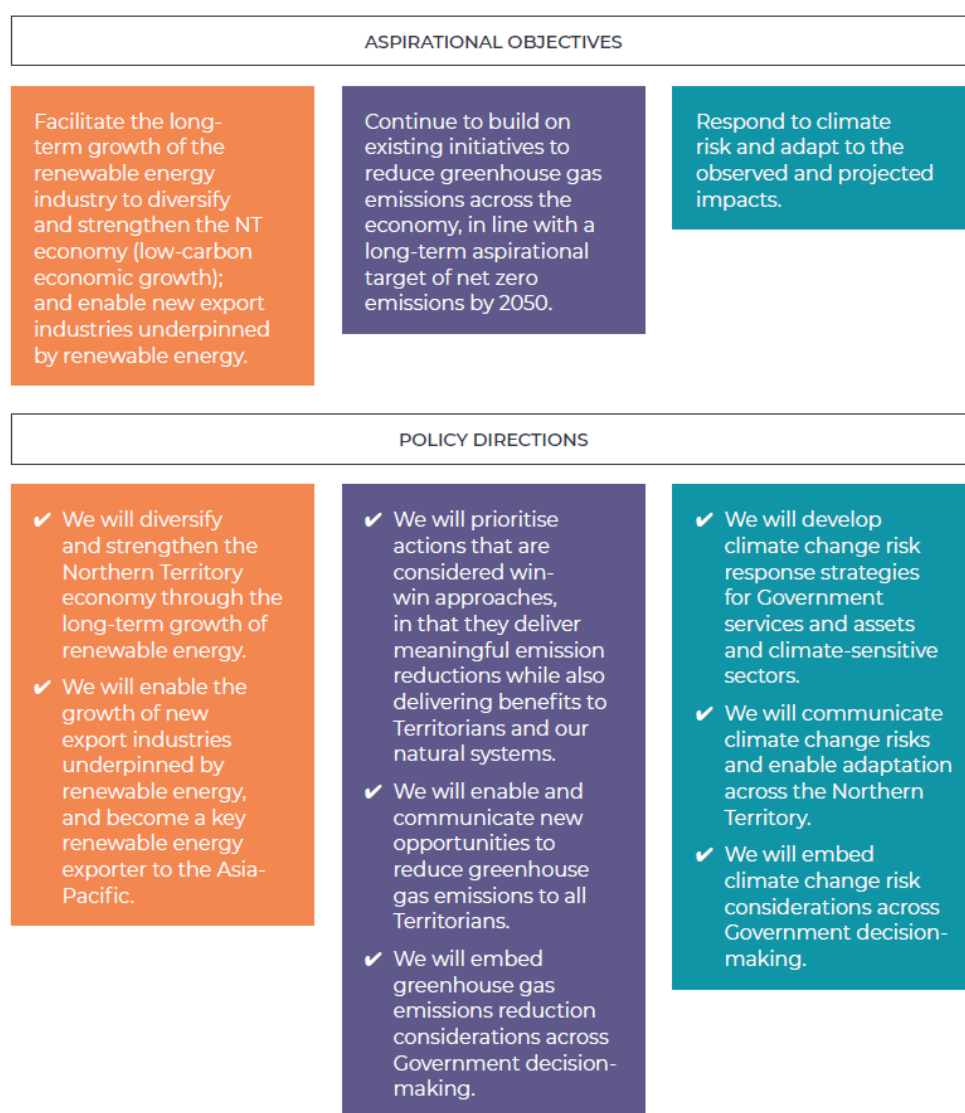 ASPIRATIONAL OBJECTIVES
Facilitate the long-
term growth of the
renewable energy
industry to diversify
and strengthen the NT
economy (low-carbon
economic growth);
and enable new export
industries underpinned
by renewable energy.
Continue to build on
existing initiatives to
reduce greenhouse gas
emissions across the
economy, in line with a
long-term aspirational
target of net zero
emissions by 2050.
Respond to climate
risk and adapt to the
observed and projected
impacts.
POLICY DIRECTIONS
✔ We will diversify
and strengthen the
Northern Territory
economy through the
long-term growth of
renewable energy.
✔ We will enable the
growth of new
export industries
underpinned by
renewable energy,
and become a key
renewable energy
exporter to the Asia-
Pacific.
✔ We will prioritise
actions that are
considered win-
win approaches,
in that they deliver
meaningful emission
reductions while also
delivering benefits to
Territorians and our
natural systems.
✔ We will enable and
communicate new
opportunities to
reduce greenhouse
gas emissions to all
Territorians.
✔ We will embed
greenhouse gas
emissions reduction
considerations across
Government decision-
making.
✔ We will develop
climate change risk
response strategies
for Government
services and assets
and climate-sensitive
sectors.
✔ We will communicate
climate change risks
and enable adaptation
across the Northern
Territory.
✔ We will embed
climate change risk
considerations across
Government decision-
making.